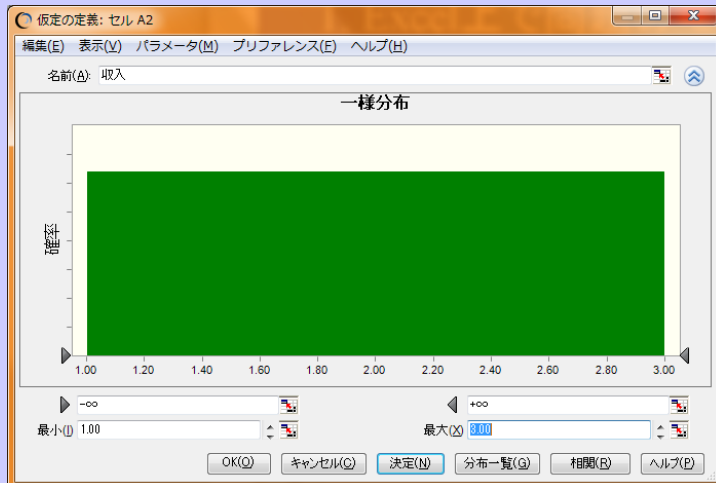 仮定の定義: セル A2
編集(E) 表示(V) パラメータ(M) プリファレンス(F) ヘルプ(H)
名前(A): 収入
一様分布
確率
1.00 1.20 1.40 1.60 1.80 2.00 2.20 2.40 2.60 2.80 3.00
-∞ +∞
最小(I) 1.00 最大(X) 3.00
OK(O) キャンセル(C) 決定(N) 分布一覧(G) 相関(R) ヘルプ(P)